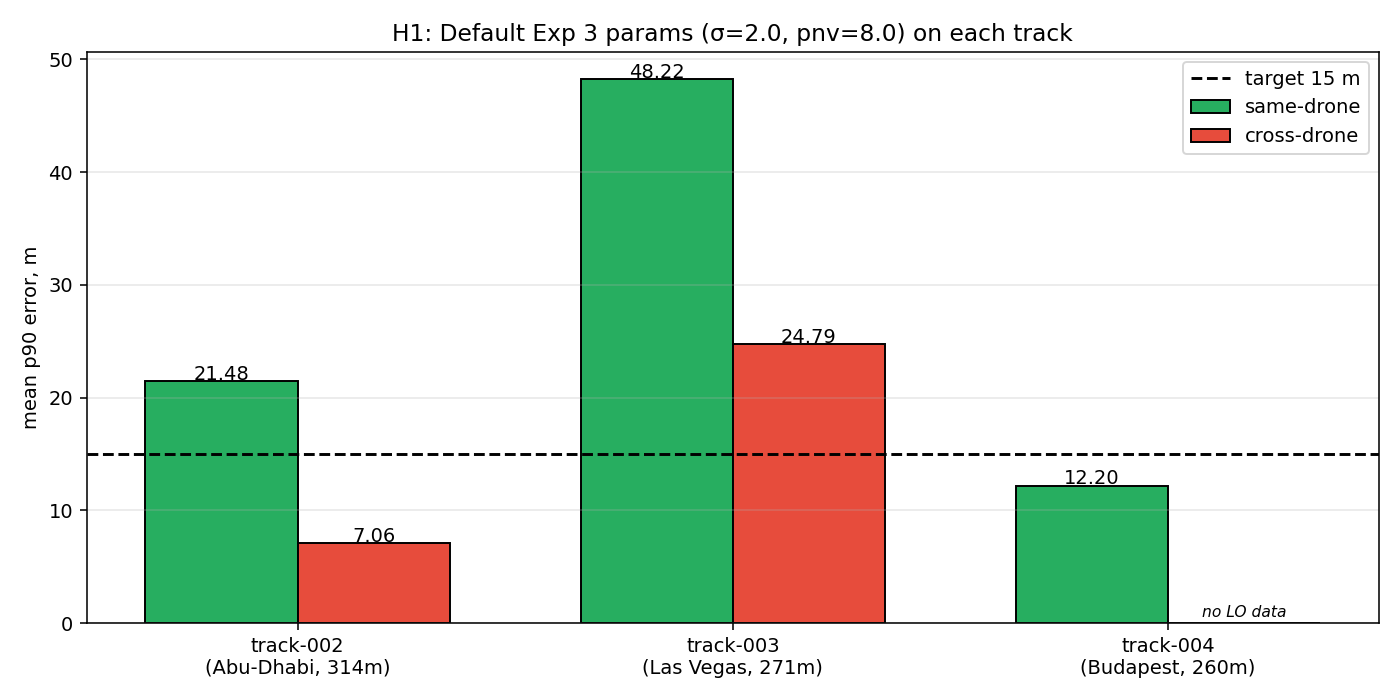 H1: Default Exp 3 params (σ=2.0, pnv=8.0) on each track
mean p90 error, m
50
40
30
20
10
0
target 15 m
same-drone
cross-drone
21.48
7.06
48.22
24.79
12.20
no LO data
track-002
(Abu-Dhabi, 314m)
track-003
(Las Vegas, 271m)
track-004
(Budapest, 260m)